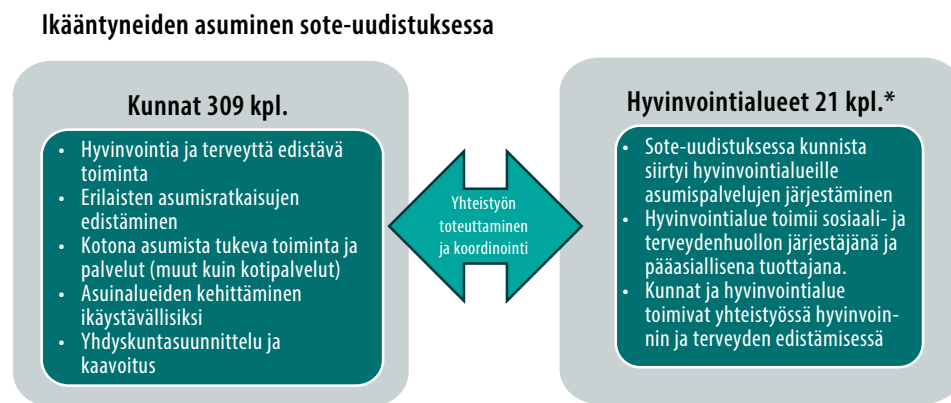 Ikääntyneiden asuminen sote-uudistuksessa
Kunnat 309 kpl.
• Hyvinvointia ja terveyttä edistävä
toiminta
• Erilaisten asumisratkaisujen
edistäminen
• Kotona asumista tukeva toiminta ja
palvelut (muut kuin kotipalvelut)
• Asuinalueiden kehittäminen
ikäystävällisiksi
• Yhdyskuntasuunnittelu ja
kaavoitus
Yhteistyön
toteuttaminen
ja koordinointi
Hyvinvointialueet 21 kpl.*
• Sote-uudistuksessa kunnista
siirtyi hyvinvointialueille
asumispalvelujen järjestäminen
• Hyvinvointialue toimii sosiaali- ja
terveydenhuollon järjestäjänä ja
pääasiallisena tuottajana.
• Kunnat ja hyvinvointialue
toimivat yhteistyössä hyvinvoin-
nin ja terveyden edistämisessä